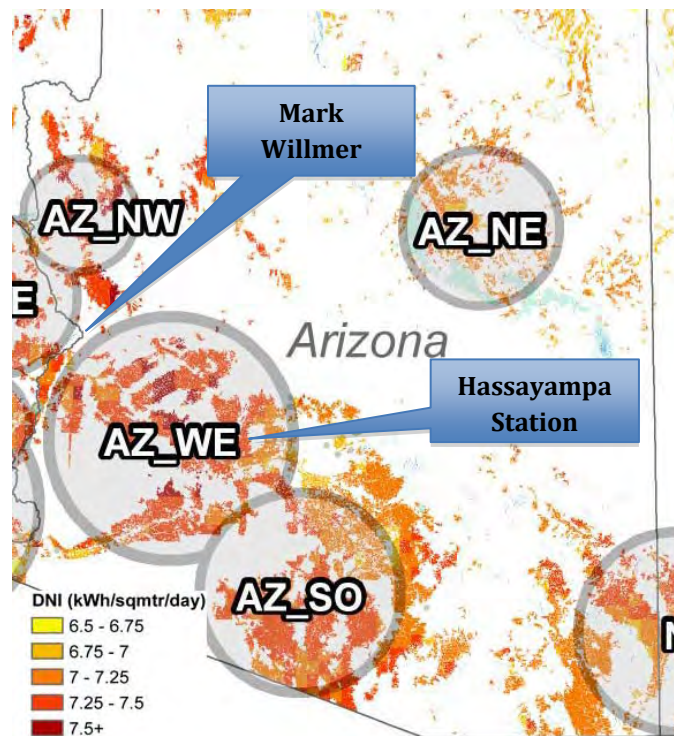 Mark
Willmer
AZ_NW
AZ_NE
E
Arizona
Hassayampa
Station
AZ_WE
AZ_SO
N
DNI (kWh/sqmtr/day)
6.5 - 6.75
6.75 - 7
7 - 7.25
7.25 - 7.5
7.5+